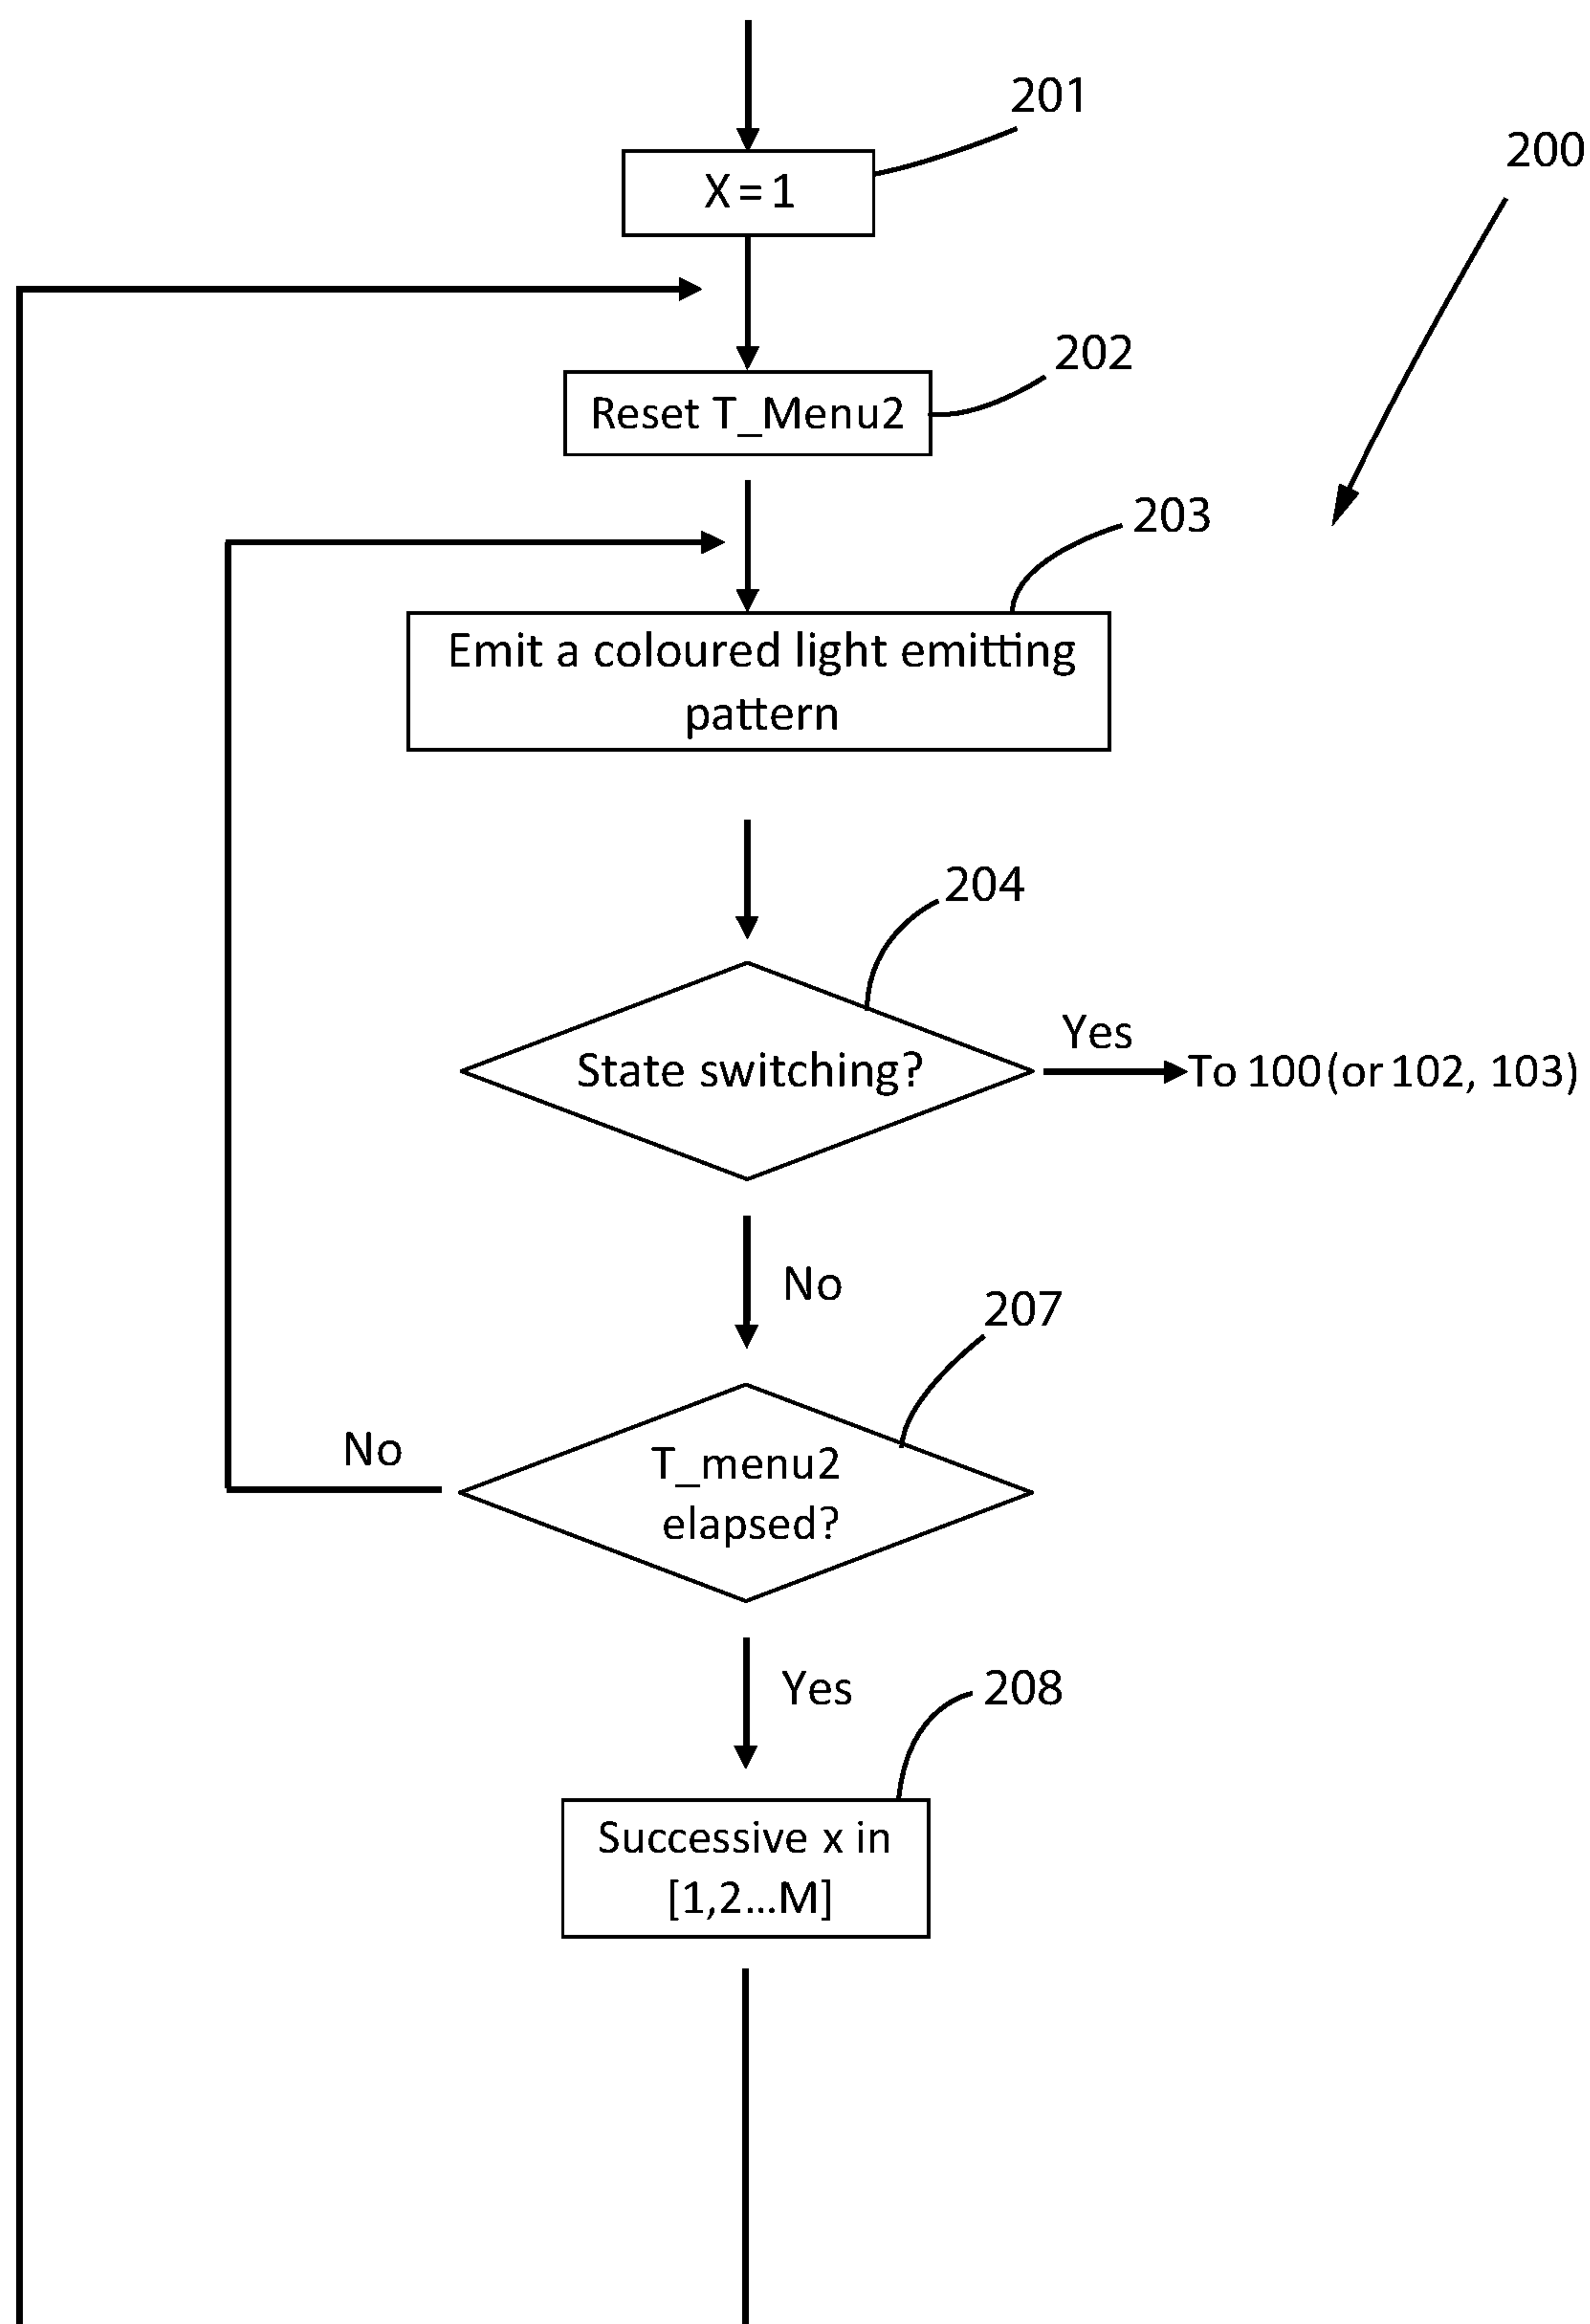 201
200
X = 1
202
Reset T_Menu2
203
Emit a coloured light emitting
pattern
204
Yes
State switching?
To 100 (or 102, 103)
No
207
No
T_menu2
elapsed?
Yes
208
Successive x in
[1,2...M]